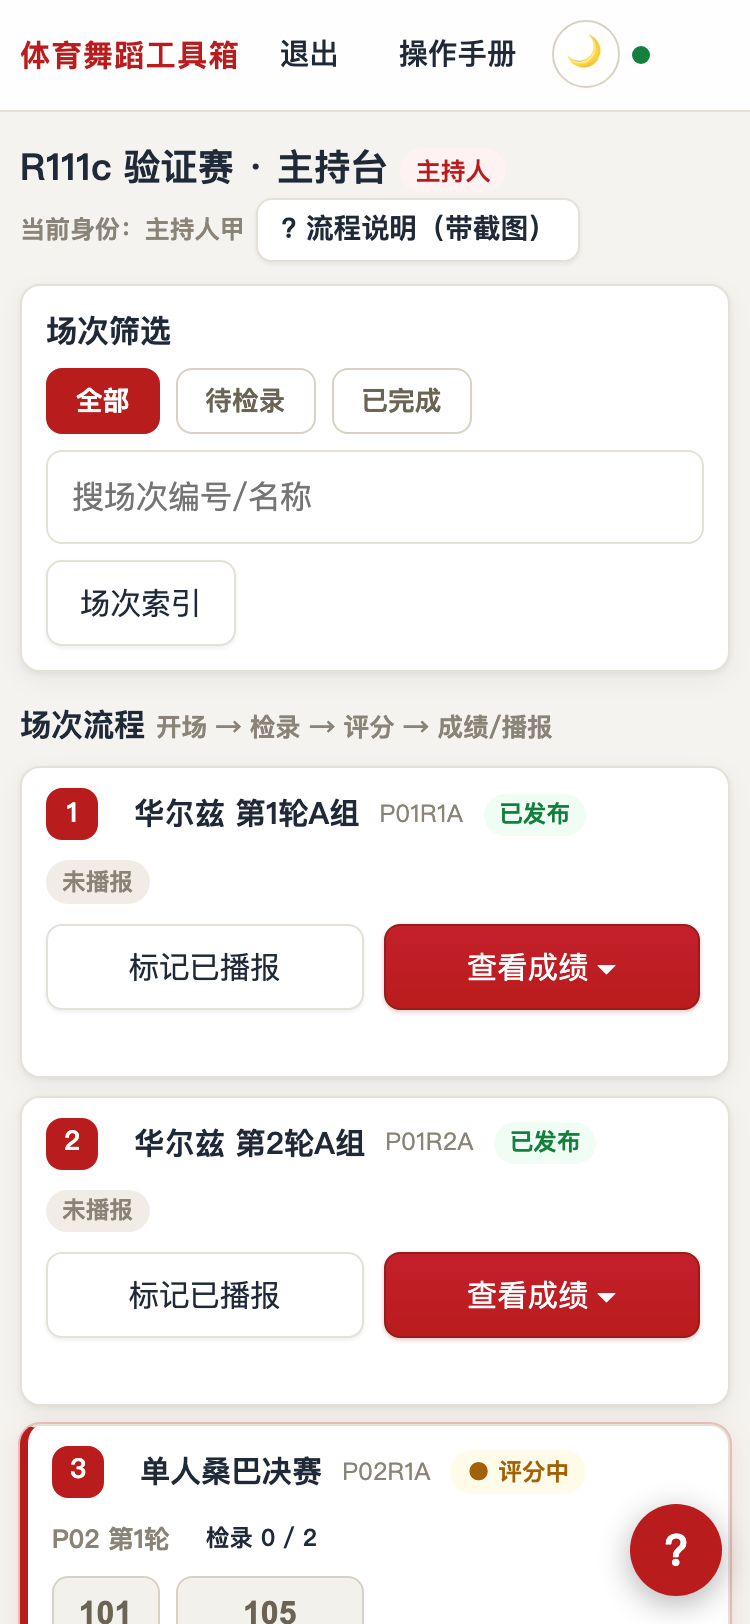 体育舞蹈工具箱 退出 操作手册
R111c 验证赛 · 主持台 主持人
当前身份：主持人甲 ? 流程说明（带截图）
场次筛选
全部 待检录 已完成
搜场次编号/名称
场次索引
场次流程 开场 → 检录 → 评分 → 成绩/播报
1 华尔兹 第1轮A组 P01R1A 已发布
未播报
标记已播报 查看成绩
2 华尔兹 第2轮A组 P01R2A 已发布
未播报
标记已播报 查看成绩
3 单人桑巴决赛 P02R1A 评分中
P02 第1轮 检录 0 / 2
?
101 105